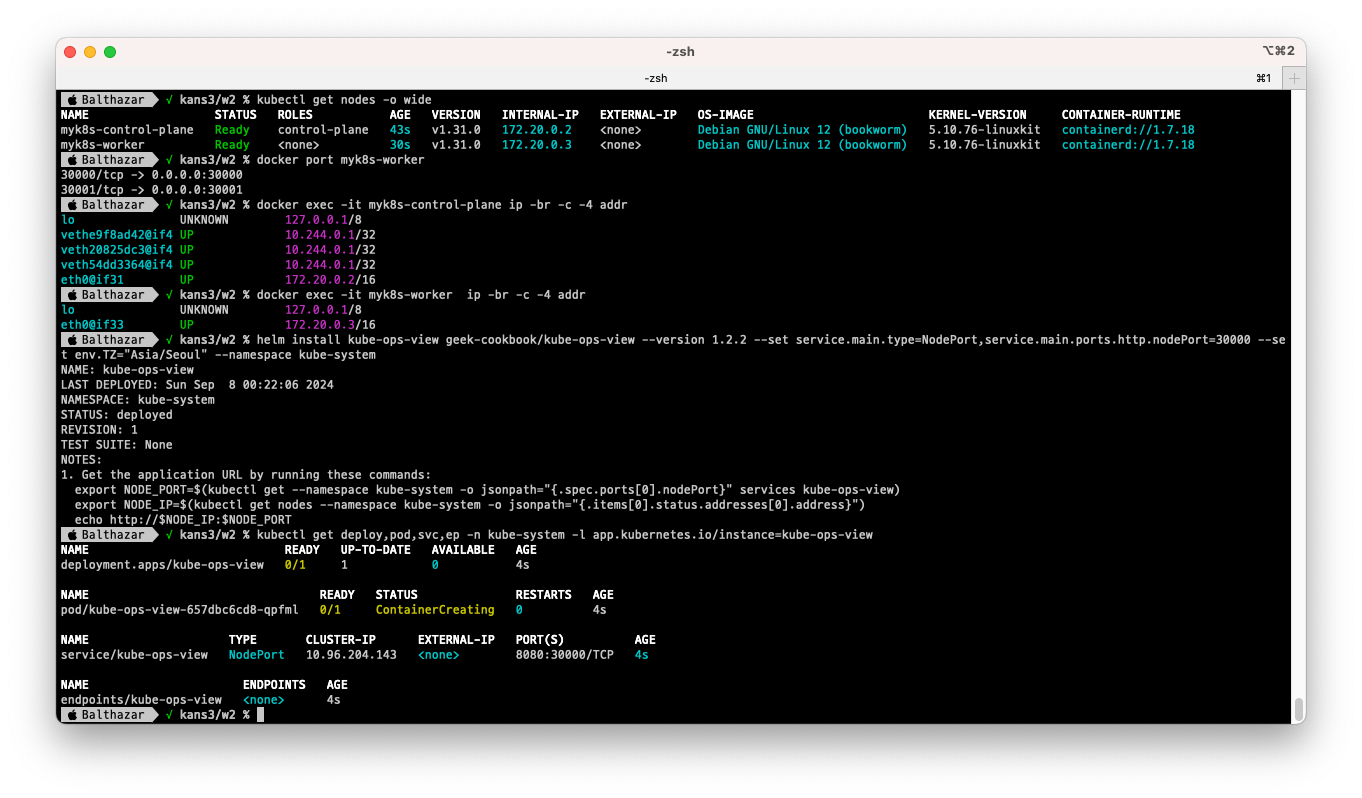 -zsh
⌥⌘2
-zsh
⌘1
Balthazar √ kans3/w2 % kubectl get nodes -o wide
NAME STATUS ROLES AGE VERSION INTERNAL-IP EXTERNAL-IP OS-IMAGE KERNEL-VERSION CONTAINER-RUNTIME
myk8s-control-plane Ready control-plane 43s v1.31.0 172.20.0.2 <none> Debian GNU/Linux 12 (bookworm) 5.10.76-linuxkit containerd://1.7.18
myk8s-worker Ready <none> 30s v1.31.0 172.20.0.3 <none> Debian GNU/Linux 12 (bookworm) 5.10.76-linuxkit containerd://1.7.18
Balthazar √ kans3/w2 % docker port myk8s-worker
30000/tcp -> 0.0.0.0:30000
30001/tcp -> 0.0.0.0:30001
Balthazar √ kans3/w2 % docker exec -it myk8s-control-plane ip -br -c -4 addr
lo UNKNOWN 127.0.0.1/8
vethe9f8ad42@if4 UP 10.244.0.1/32
veth20825dc3@if4 UP 10.244.0.1/32
veth54dd3364@if4 UP 10.244.0.1/32
eth0@if31 UP 172.20.0.2/16
Balthazar √ kans3/w2 % docker exec -it myk8s-worker  ip -br -c -4 addr
lo UNKNOWN 127.0.0.1/8
eth0@if33 UP 172.20.0.3/16
Balthazar √ kans3/w2 % helm install kube-ops-view geek-cookbook/kube-ops-view --version 1.2.2 --set service.main.type=NodePort,service.main.ports.http.nodePort=30000 --se
t env.TZ="Asia/Seoul" --namespace kube-system
NAME: kube-ops-view
LAST DEPLOYED: Sun Sep  8 00:22:06 2024
NAMESPACE: kube-system
STATUS: deployed
REVISION: 1
TEST SUITE: None
NOTES:
1. Get the application URL by running these commands:
  export NODE_PORT=$(kubectl get --namespace kube-system -o jsonpath="{.spec.ports[0].nodePort}" services kube-ops-view)
  export NODE_IP=$(kubectl get nodes --namespace kube-system -o jsonpath="{.items[0].status.addresses[0].address}")
  echo http://$NODE_IP:$NODE_PORT
Balthazar √ kans3/w2 % kubectl get deploy,pod,svc,ep -n kube-system -l app.kubernetes.io/instance=kube-ops-view
NAME READY UP-TO-DATE AVAILABLE AGE
deployment.apps/kube-ops-view 0/1 1 0 4s
NAME READY STATUS RESTARTS AGE
pod/kube-ops-view-657dbc6cd8-qpfml 0/1 ContainerCreating 0 4s
NAME TYPE CLUSTER-IP EXTERNAL-IP PORT(S) AGE
service/kube-ops-view NodePort 10.96.204.143 <none> 8080:30000/TCP 4s
NAME ENDPOINTS AGE
endpoints/kube-ops-view <none> 4s
Balthazar √ kans3/w2 %